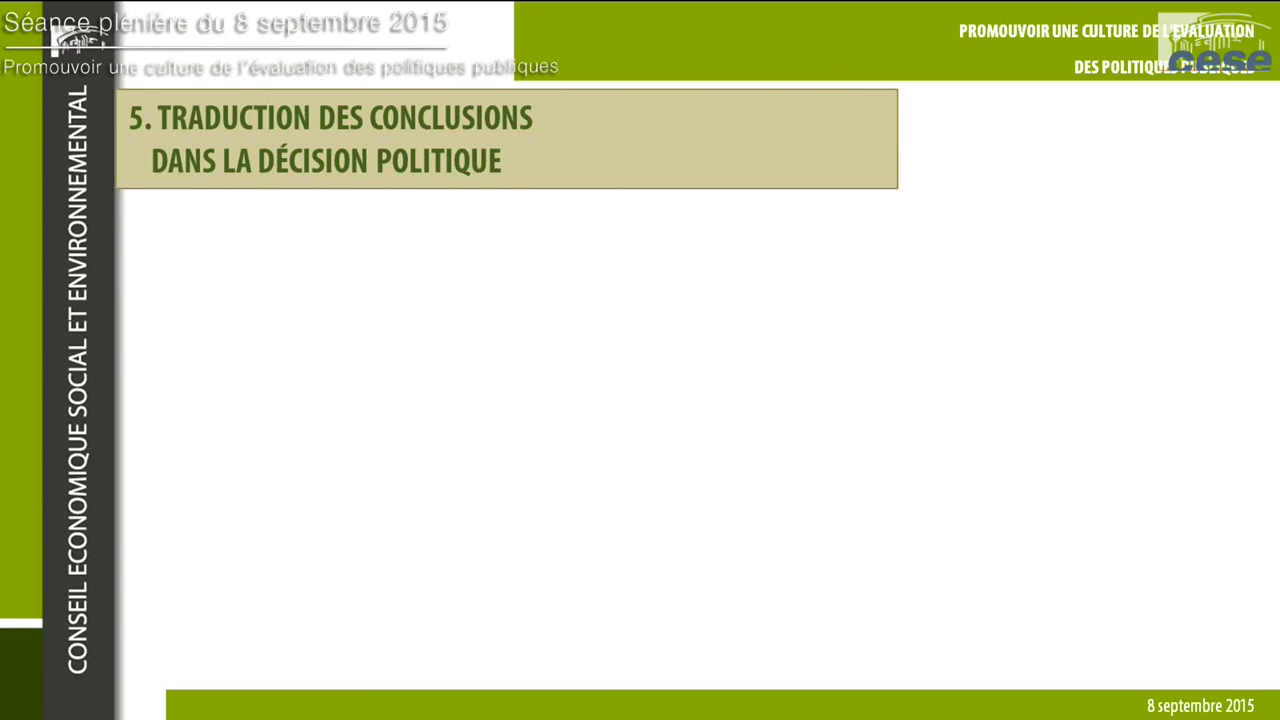 Séance plénière du 8 septembre 2015
Promouvoir une culture de l'évaluation des politiques publiques
PROMOUVOIR UNE CULTURE DE L'ÉVALUATION
DES POLITIQUES PUBLIQUES
cese
5. TRADUCTION DES CONCLUSIONS
DANS LA DÉCISION POLITIQUE
CONSEIL ECONOMIQUE SOCIAL ET ENVIRONNEMENTAL
8 septembre 2015